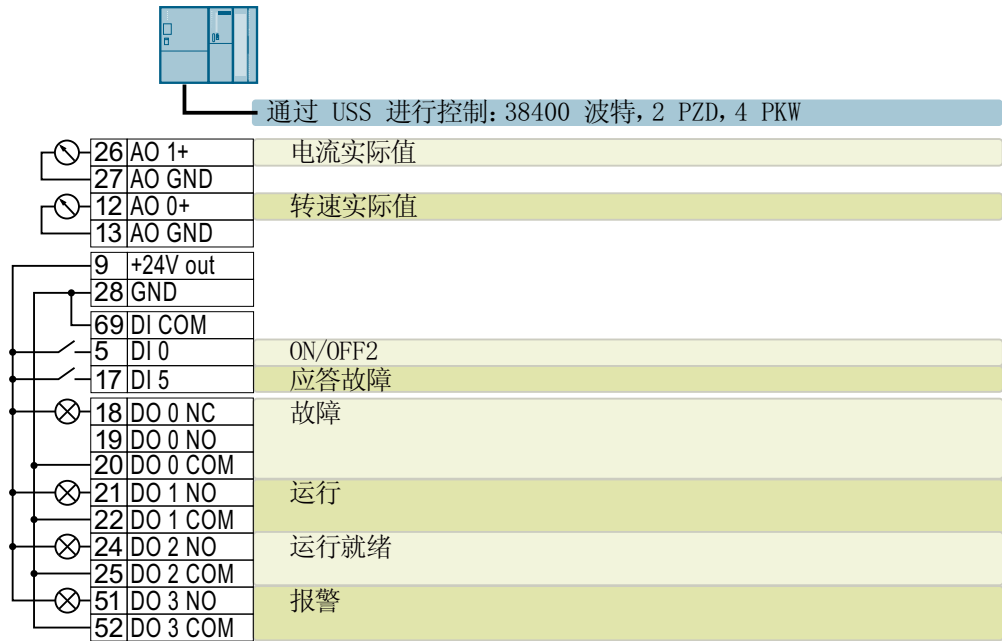 通过 USS 进行控制: 38400 波特, 2 PZD, 4 PKW
26 AO 1+ 电流实际值
27 AO GND
12 AO 0+ 转速实际值
13 AO GND
9 +24V out
28 GND
69 DI COM
5 DI 0 ON/OFF2
17 DI 5 应答故障
18 DO 0 NC 故障
19 DO 0 NO
20 DO 0 COM
21 DO 1 NO 运行
22 DO 1 COM
24 DO 2 NO 运行就绪
25 DO 2 COM
51 DO 3 NO 报警
52 DO 3 COM